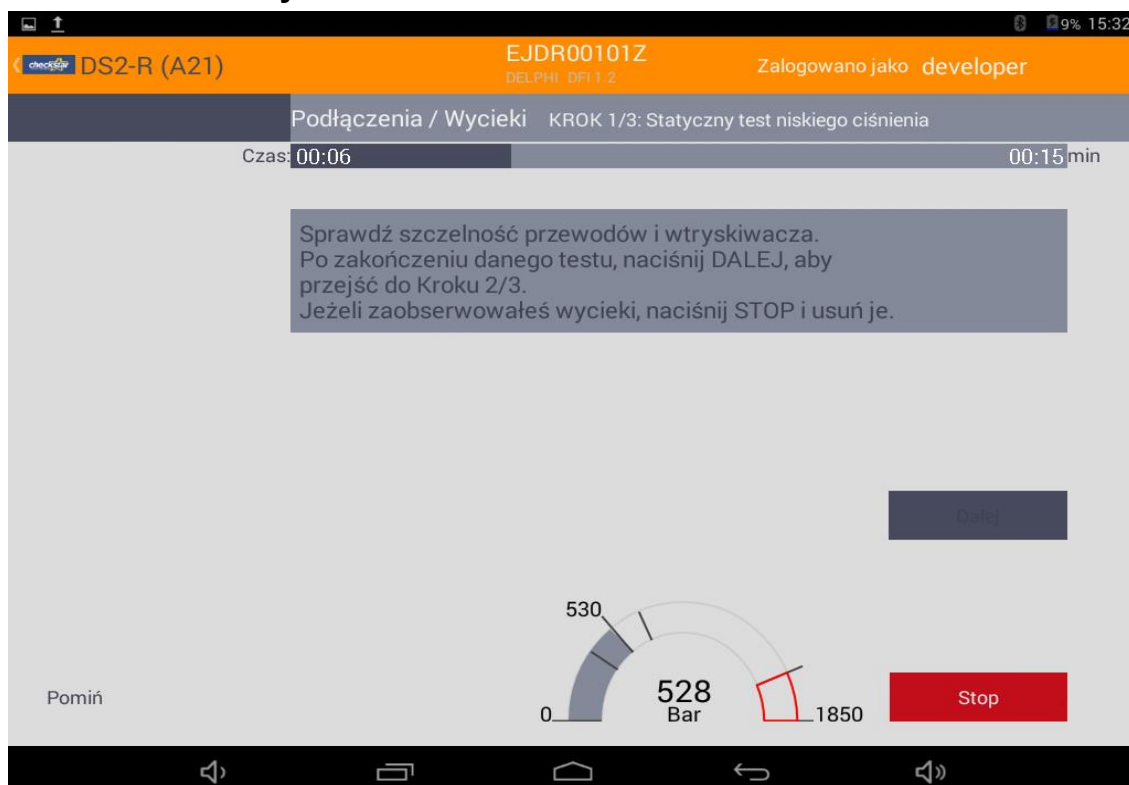 9% 15:32
checkstar DS2-R (A21)
EJDR00101Z
DELPHI DFI 1.2
Zalogowano jako developer
Podłączenia / Wycieki KROK 1/3: Statyczny test niskiego ciśnienia
Czas: 00:06 00:15 min
Sprawdź szczelność przewodów i wtryskiwacza.
Po zakończeniu danego testu, naciśnij DALEJ, aby
przejść do Kroku 2/3.
Jeżeli zaobserwowałeś wycieki, naciśnij STOP i usuń je.
Dalej
530
528
Bar
0
1850
Pomiń
Stop